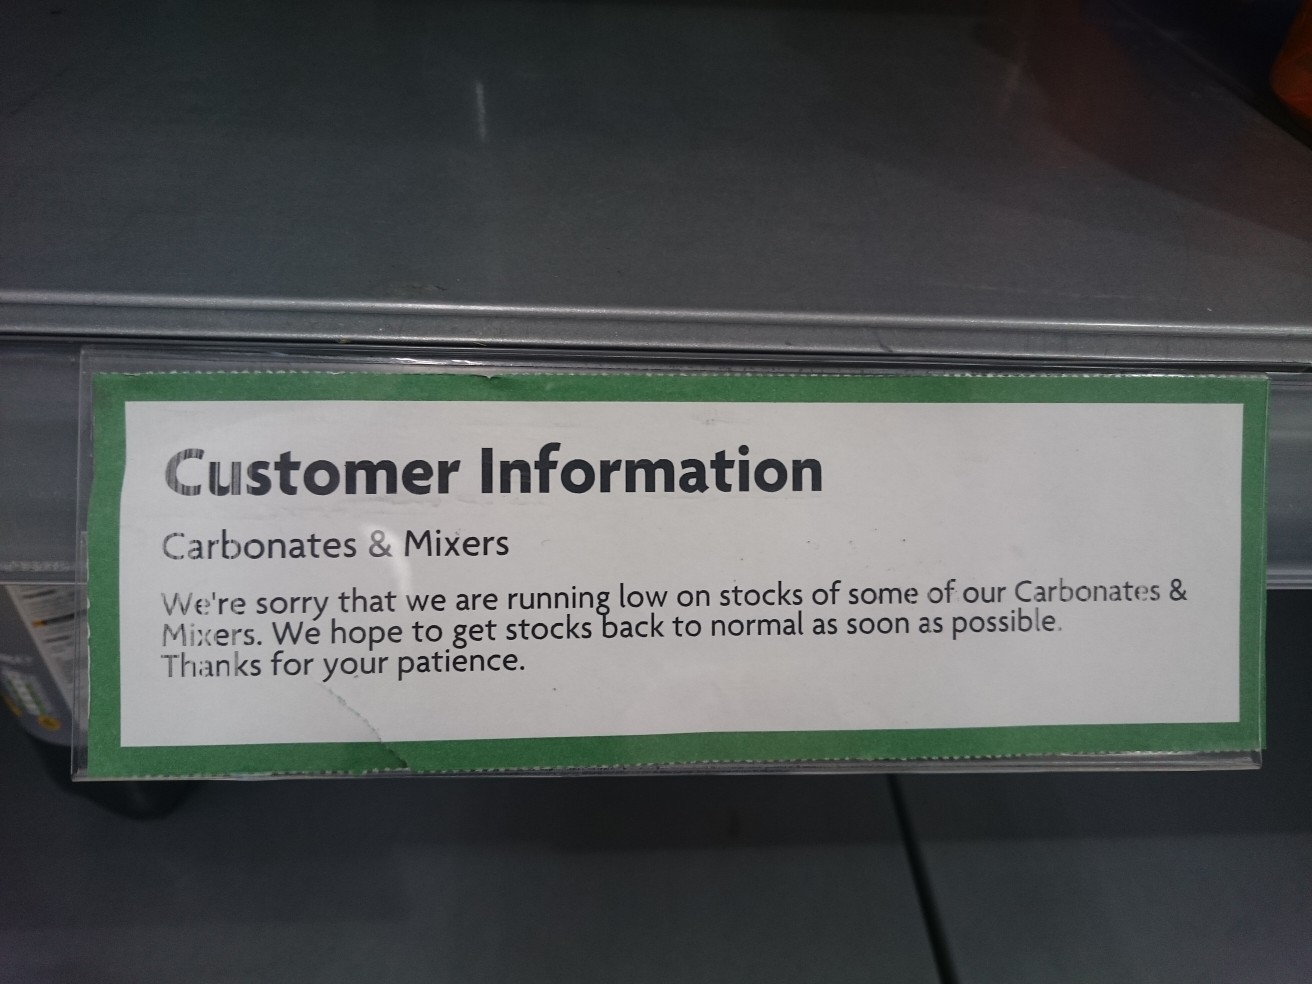 Customer Information
Carbonates & Mixers
We're sorry that we are running low on stocks of some of our Carbonates &
Mixers. We hope to get stocks back to normal as soon as possible.
Thanks for your patience.